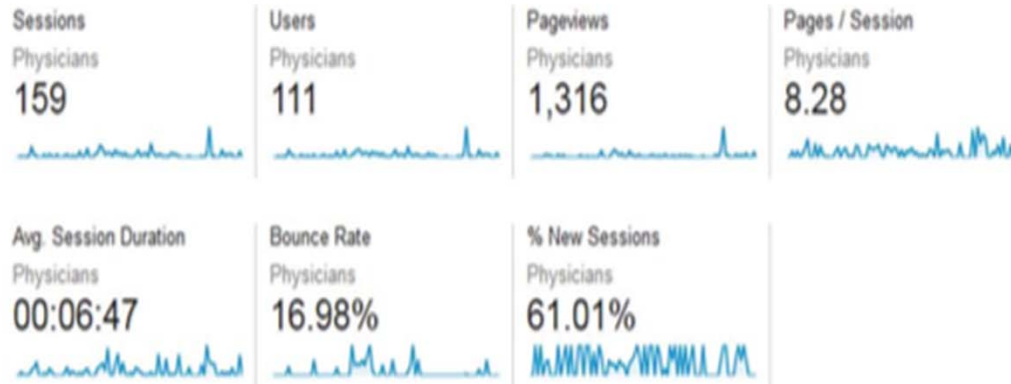 Sessions
Physicians
159
Users
Physicians
111
Pageviews
Physicians
1,316
Pages / Session
Physicians
8.28
Avg. Session Duration
Physicians
00:06:47
Bounce Rate
Physicians
16.98%
% New Sessions
Physicians
61.01%